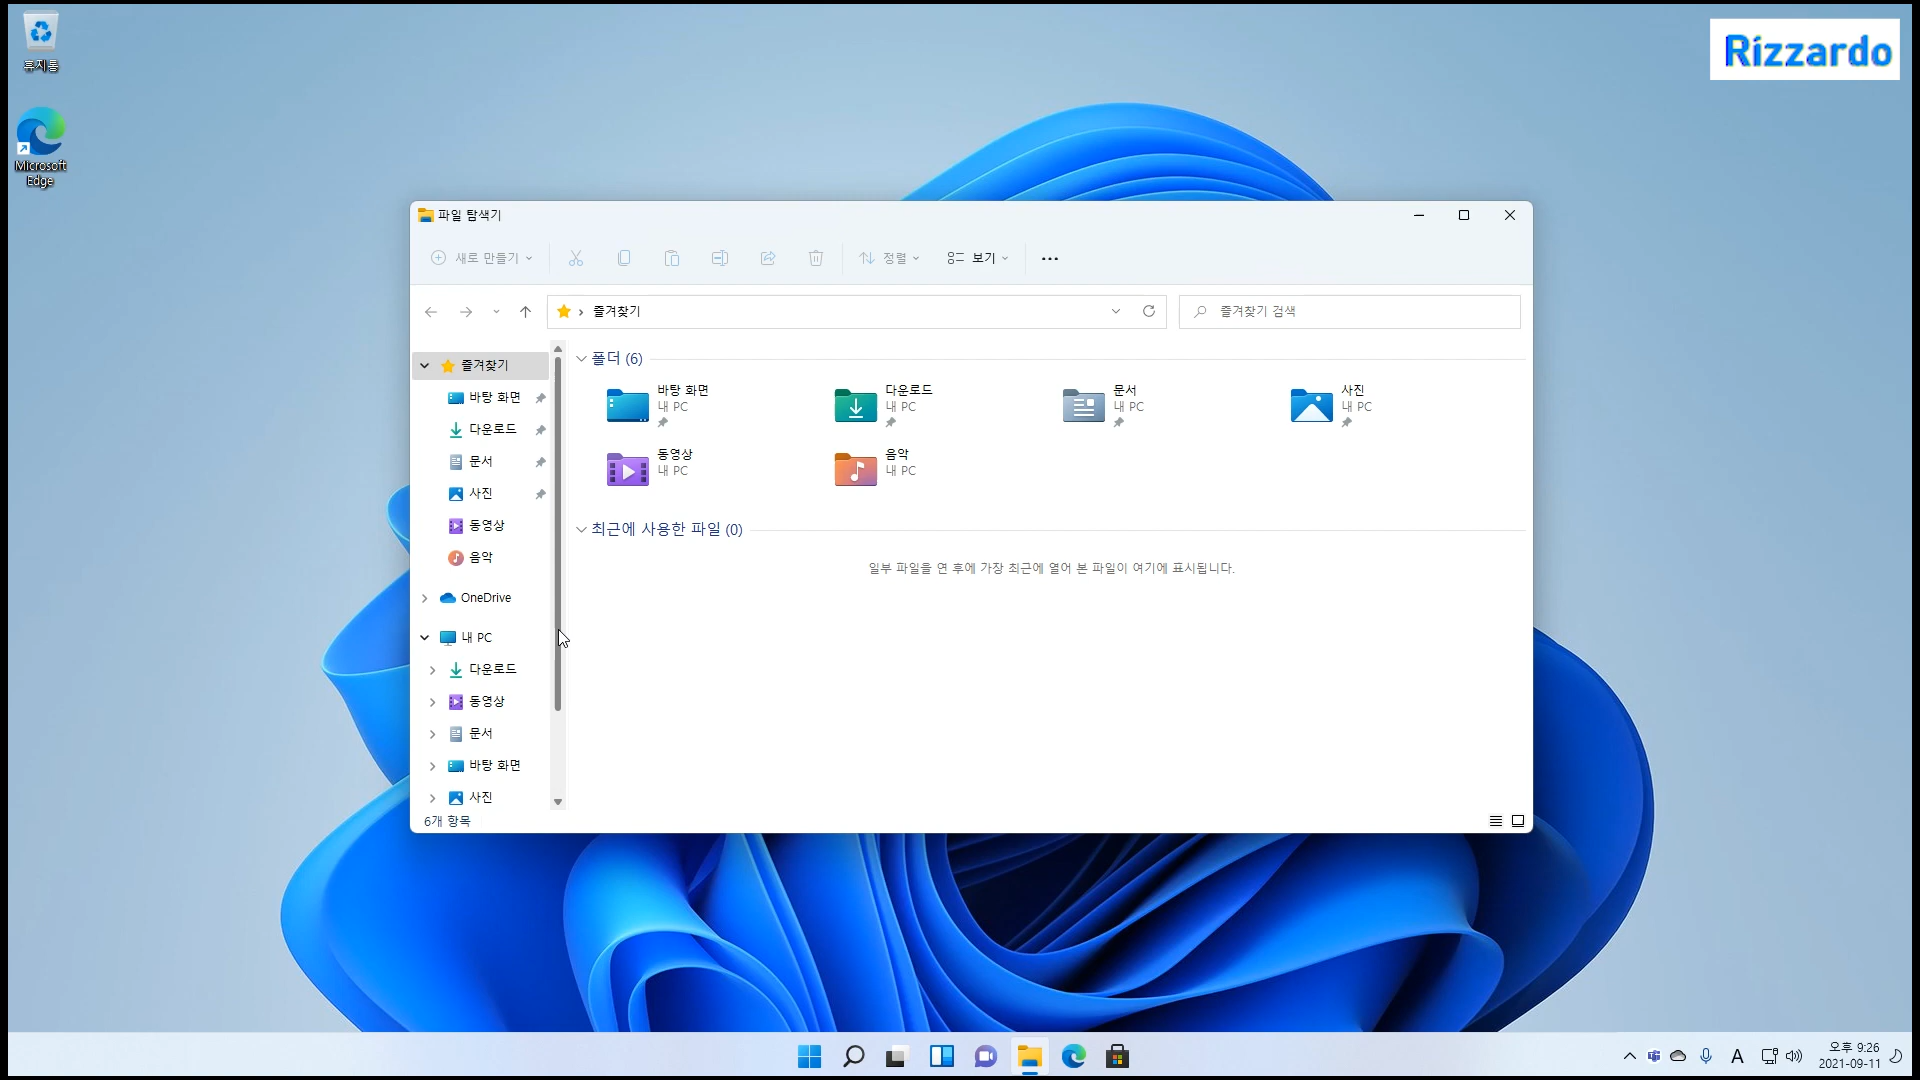 휴지통
Microsoft
Edge
Rizzardo
파일 탐색기
새로 만들기
정렬
보기
즐겨찾기
즐겨찾기 검색
즐겨찾기
바탕 화면
다운로드
문서
사진
동영상
음악
OneDrive
내 PC
다운로드
동영상
문서
바탕 화면
사진
폴더 (6)
바탕 화면
내 PC
다운로드
내 PC
문서
내 PC
사진
내 PC
동영상
내 PC
음악
내 PC
최근에 사용한 파일 (0)
일부 파일을 연 후에 가장 최근에 열어 본 파일이 여기에 표시됩니다.
6개 항목
A
오후 9:26
2021-09-11